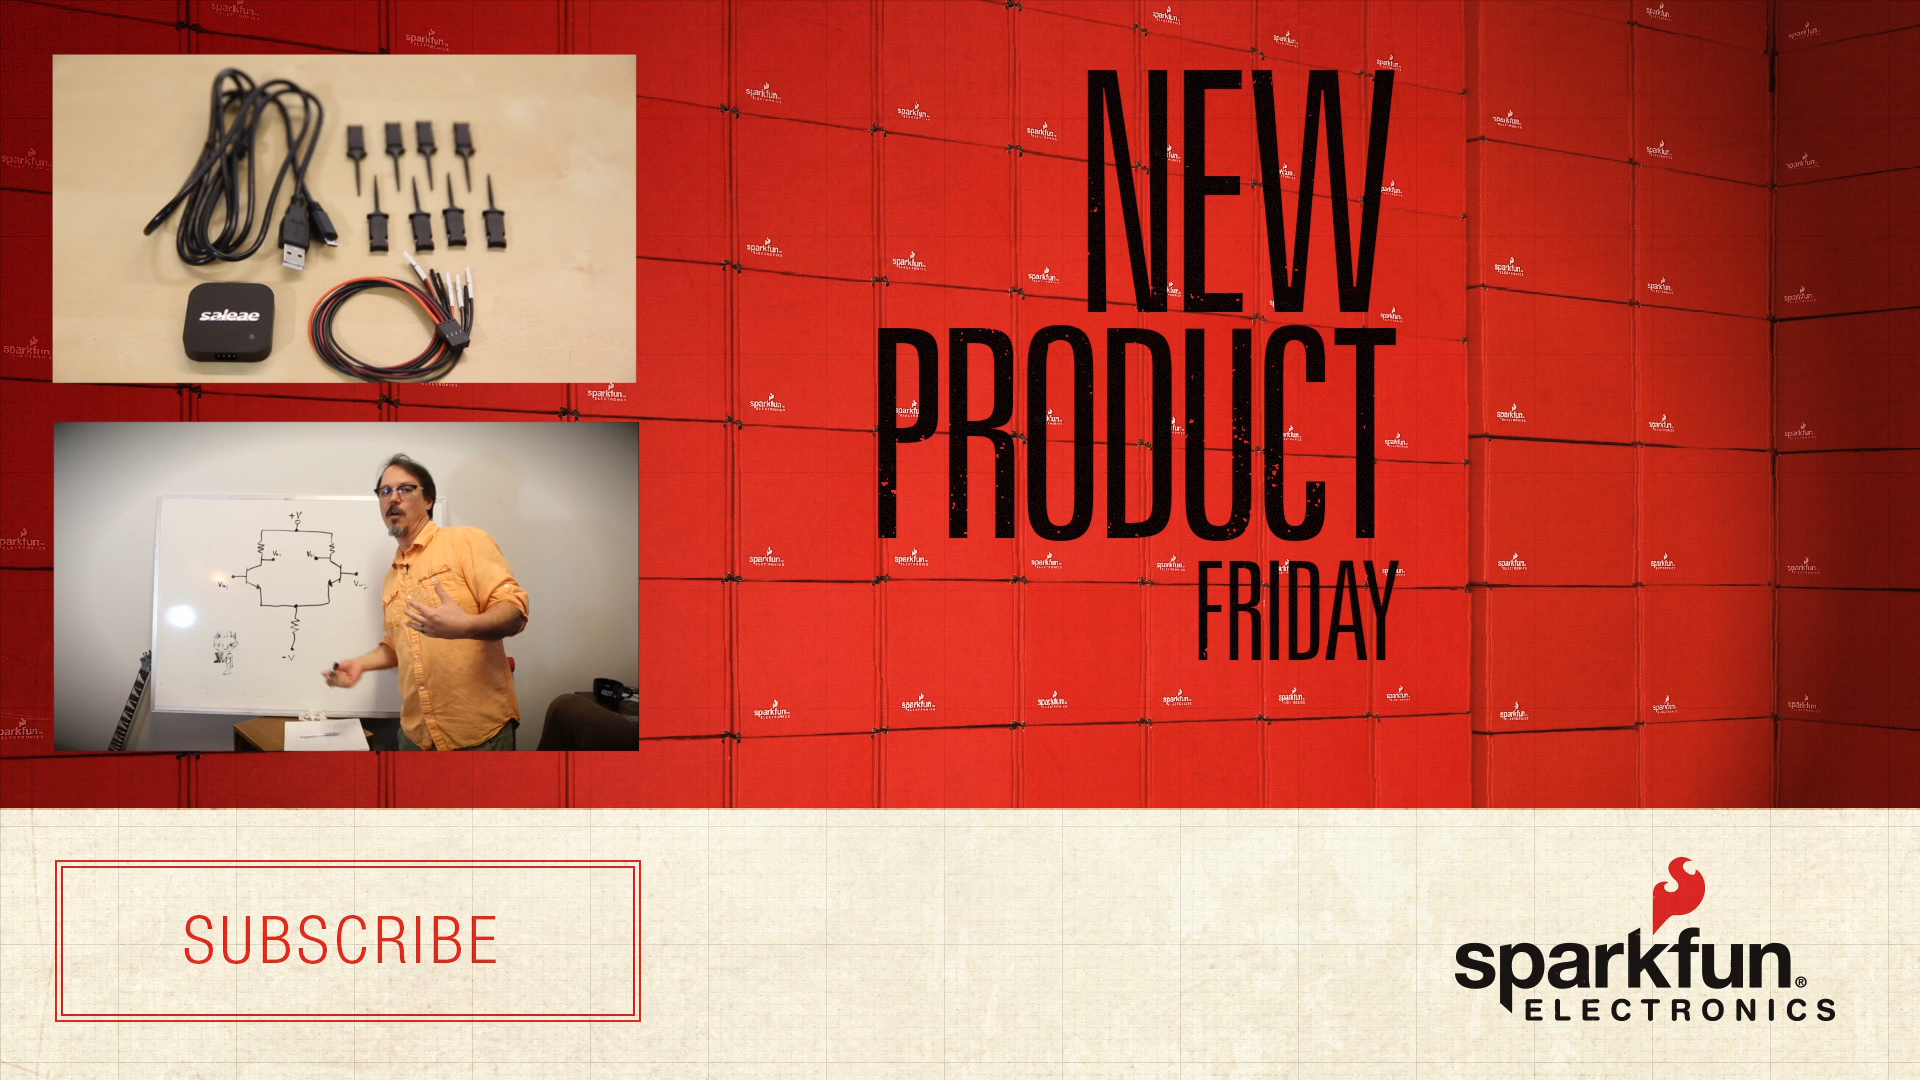 saleae
+V
-V
NEW
PRODUCT
FRIDAY
SUBSCRIBE
sparkfun®
ELECTRONICS